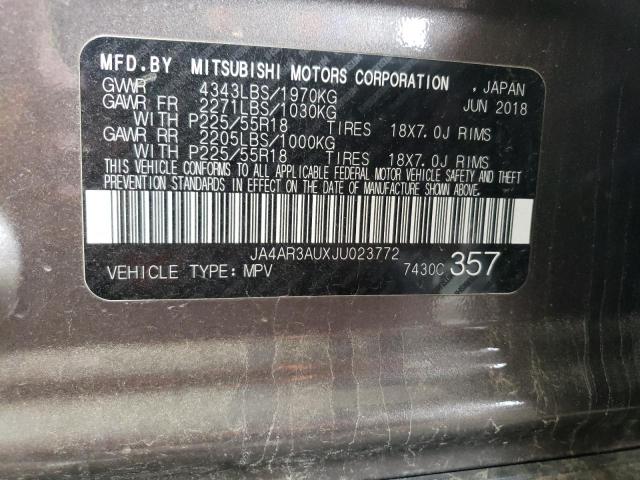 MFD.BY MITSUBISHI MOTORS CORPORATION , JAPAN
GVWR 4343LBS/1970KG JUN 2018
GAWR FR 2271LBS/1030KG
WITH P225/55R18 TIRES 18X7.0J RIMS
GAWR RR 2205LBS/1000KG
WITH P225/55R18 TIRES 18X7.0J RIMS
THIS VEHICLE CONFORMS TO ALL APPLICABLE FEDERAL MOTOR VEHICLE SAFETY AND THEFT
PREVENTION STANDARDS IN EFFECT ON THE DATE OF MANUFACTURE SHOWN ABOVE.
JA4AR3AUXJU023772
VEHICLE TYPE:MPV 7430C 357